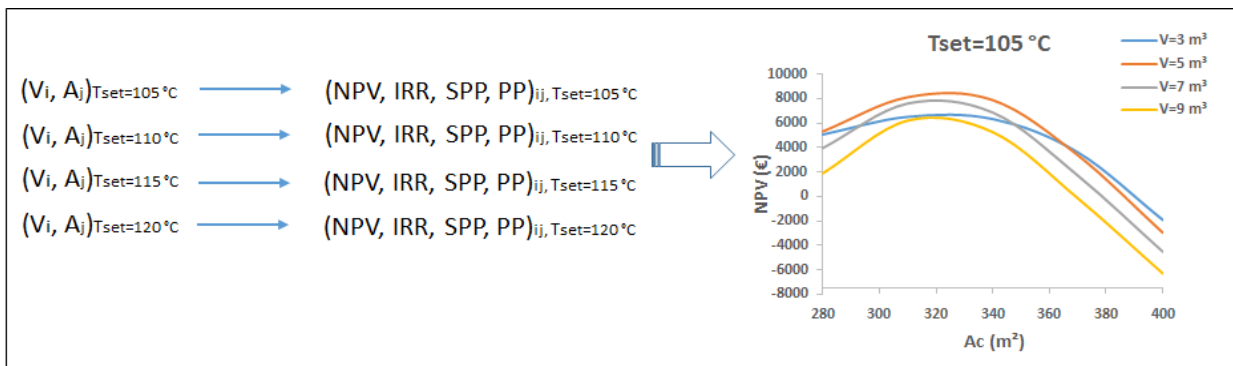 (Vi, Aj)Tset=105 °C
(NPV, IRR, SPP, PP)ij, Tset=105 °C
(Vi, Aj)Tset=110 °C
(NPV, IRR, SPP, PP)ij, Tset=110 °C
(Vi, Aj)Tset=115 °C
(NPV, IRR, SPP, PP)ij, Tset=115 °C
(Vi, Aj)Tset=120 °C
(NPV, IRR, SPP, PP)ij, Tset=120 °C
Tset=105 °C
V=3 m³
V=5 m³
V=7 m³
V=9 m³
NPV (€)
10000
8000
6000
4000
2000
0
-2000
-4000
-6000
-8000
280 300 320 340 360 380 400
Ac (m²)